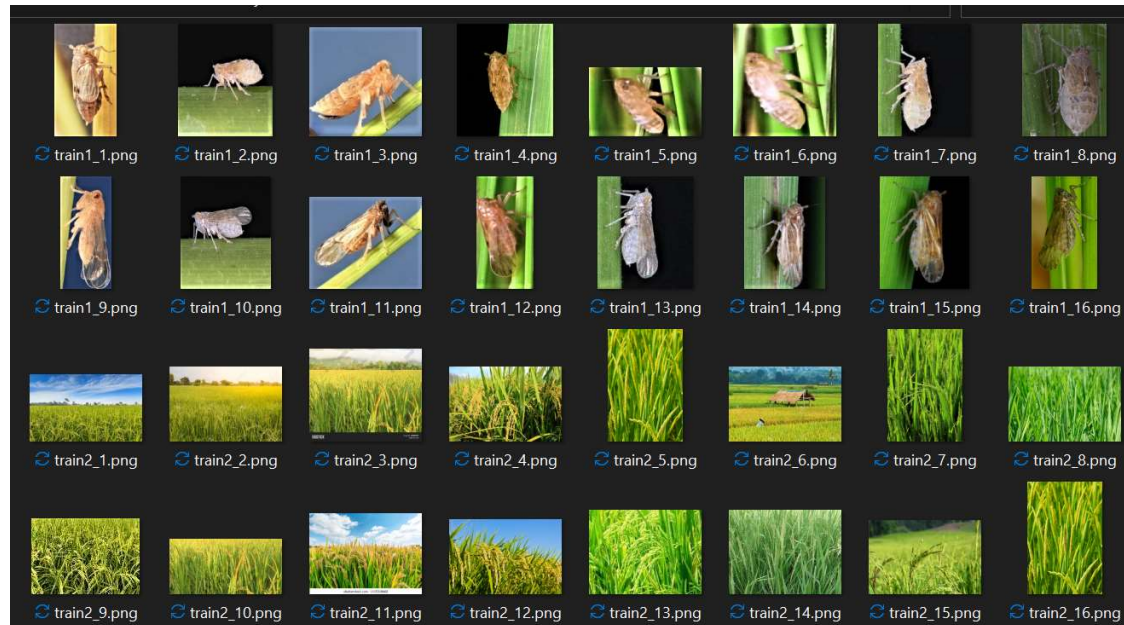 train1_1.png train1_2.png train1_3.png train1_4.png train1_5.png train1_6.png train1_7.png train1_8.png
train1_9.png train1_10.png train1_11.png train1_12.png train1_13.png train1_14.png train1_15.png train1_16.png
train2_1.png train2_2.png train2_3.png train2_4.png train2_5.png train2_6.png train2_7.png train2_8.png
train2_9.png train2_10.png train2_11.png train2_12.png train2_13.png train2_14.png train2_15.png train2_16.png